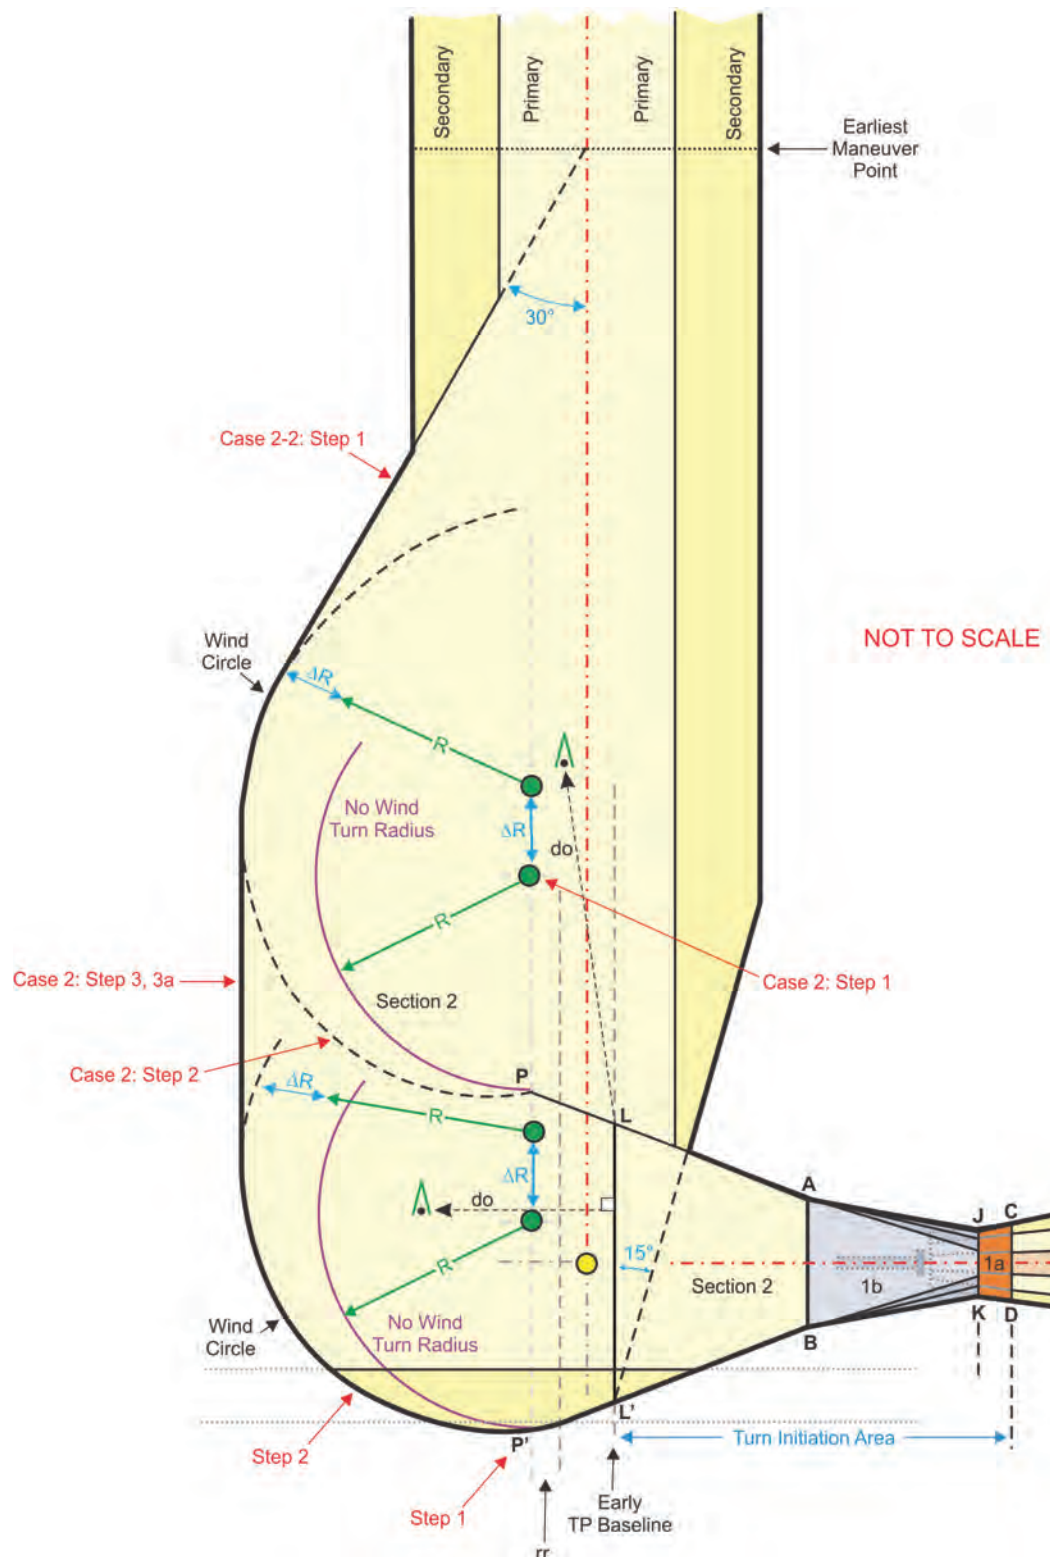 Secondary
Primary
Primary
Secondary
Earliest
Maneuver
Point
30°
Case 2-2: Step 1
Wind
Circle
ΔR
NOT TO SCALE
R
No Wind
Turn Radius
ΔR
do
R
Case 2: Step 3, 3a
Section 2
Case 2: Step 1
Case 2: Step 2
P
ΔR
R
L
ΔR
A
do
J
C
15°
R
Section 2
1b
1a
No Wind
Turn Radius
Wind
Circle
B
K
D
L'
Turn Initiation Area
P'
Step 2
Step 1
Early
TP Baseline
rr